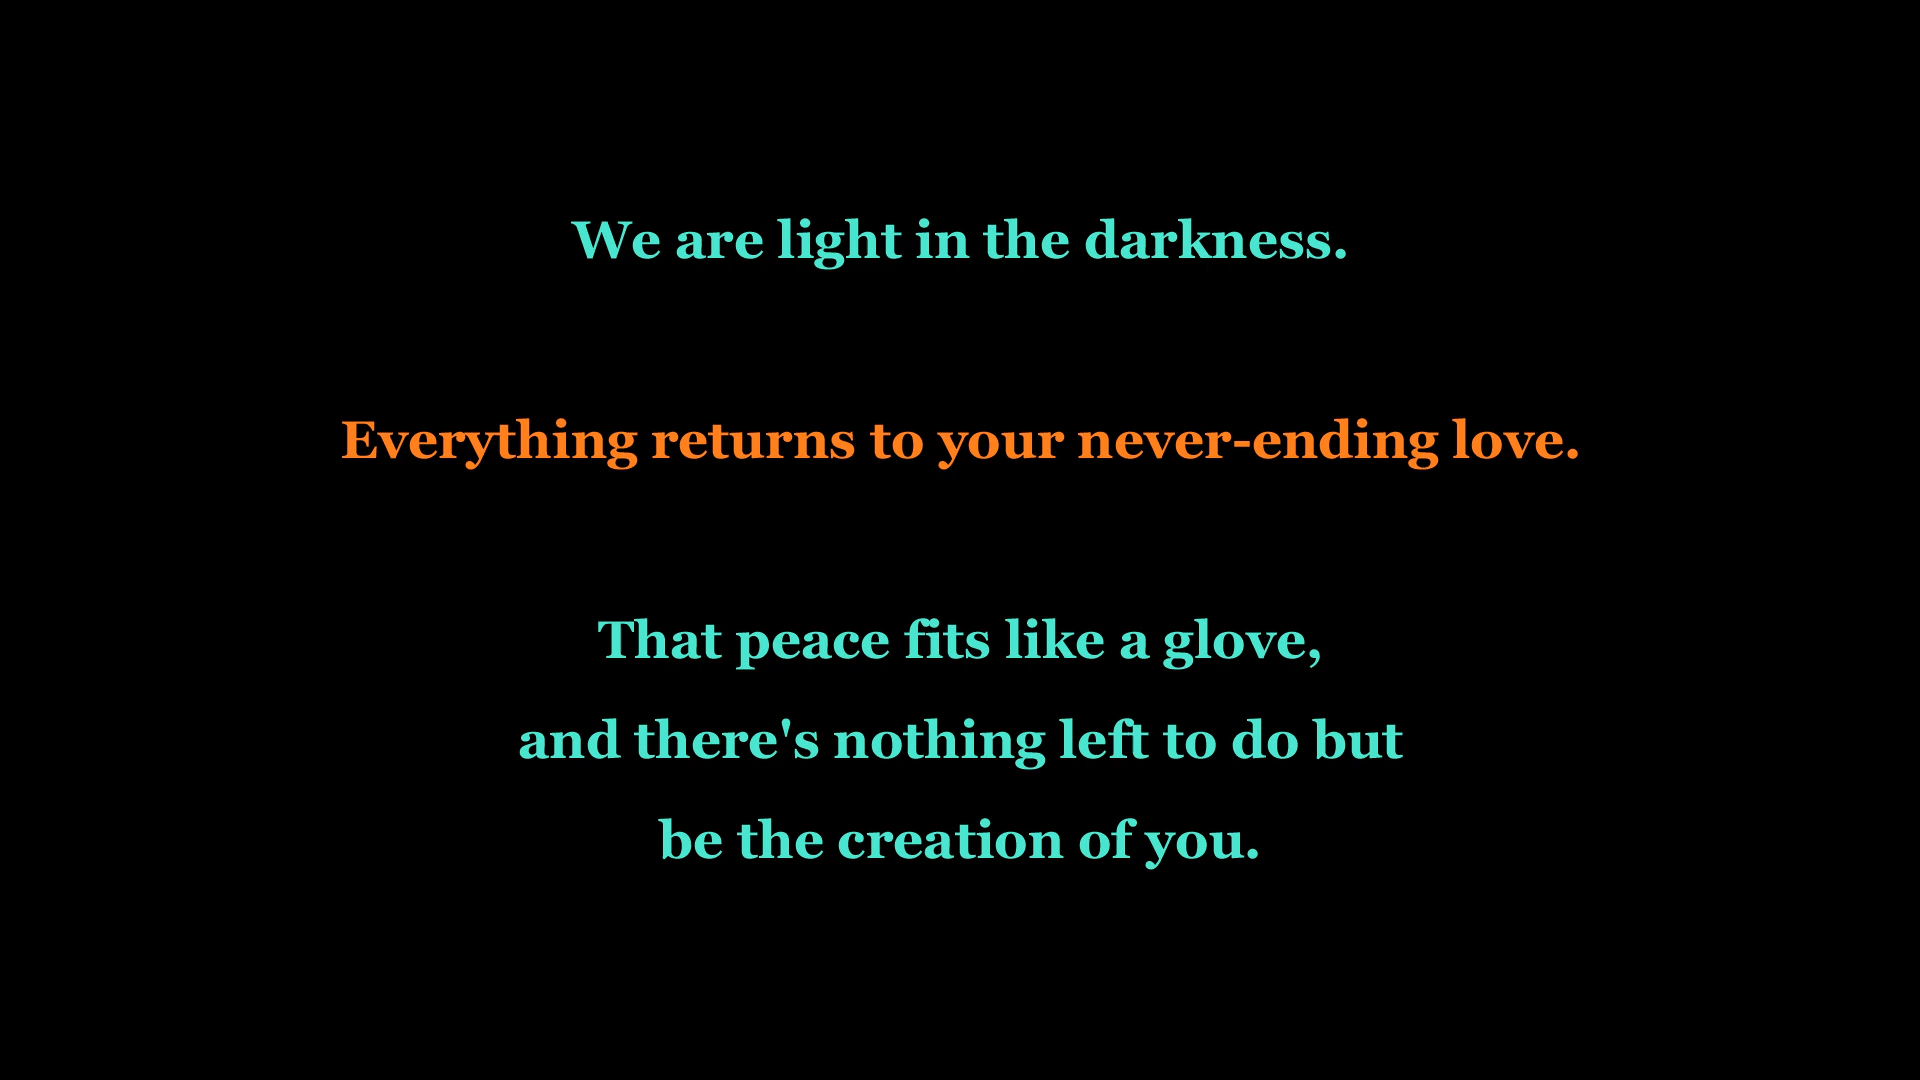 We are light in the darkness.
Everything returns to your never-ending love.
That peace fits like a glove,
and there's nothing left to do but
be the creation of you.